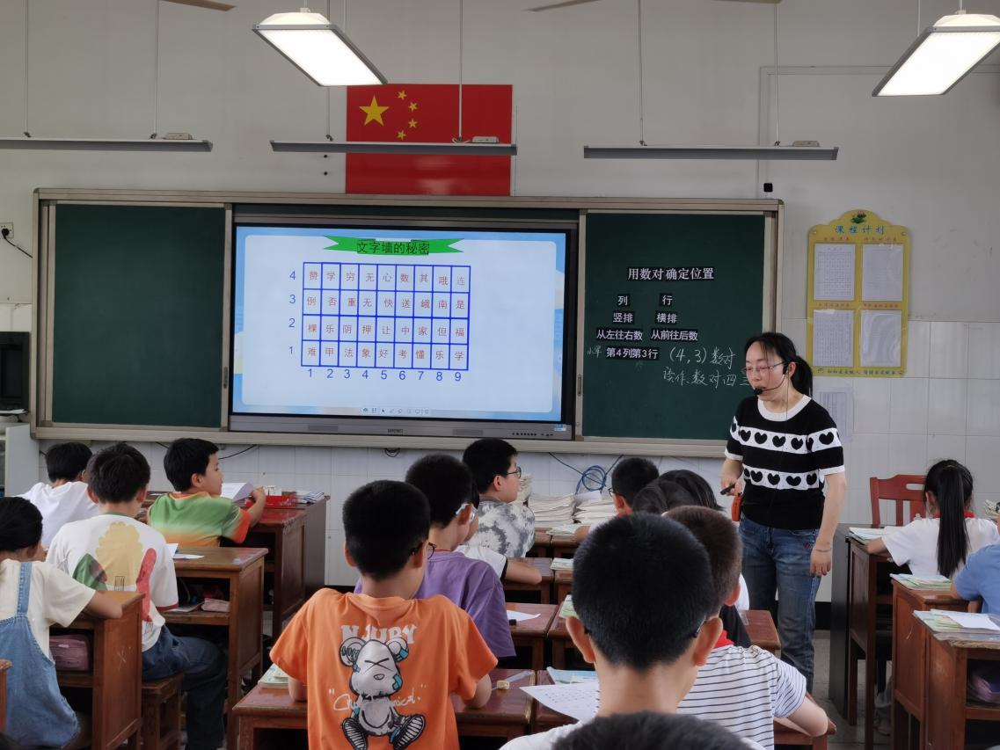 文字墙的秘密
4 赞 学 穷 无 心 数 其 哦 连
3 例 否 重 无 快 送 峨 南 是
2 棵 乐 阴 押 让 中 家 但 福
1 难 甲 法 象 好 考 懂 乐 学
1 2 3 4 5 6 7 8 9
用数对确定位置
列 行
竖排 横排
从左往右数 从前往后数
小军 第4列第3行 (4,3)数对
读作:数对四三
课程计划
N JUDY